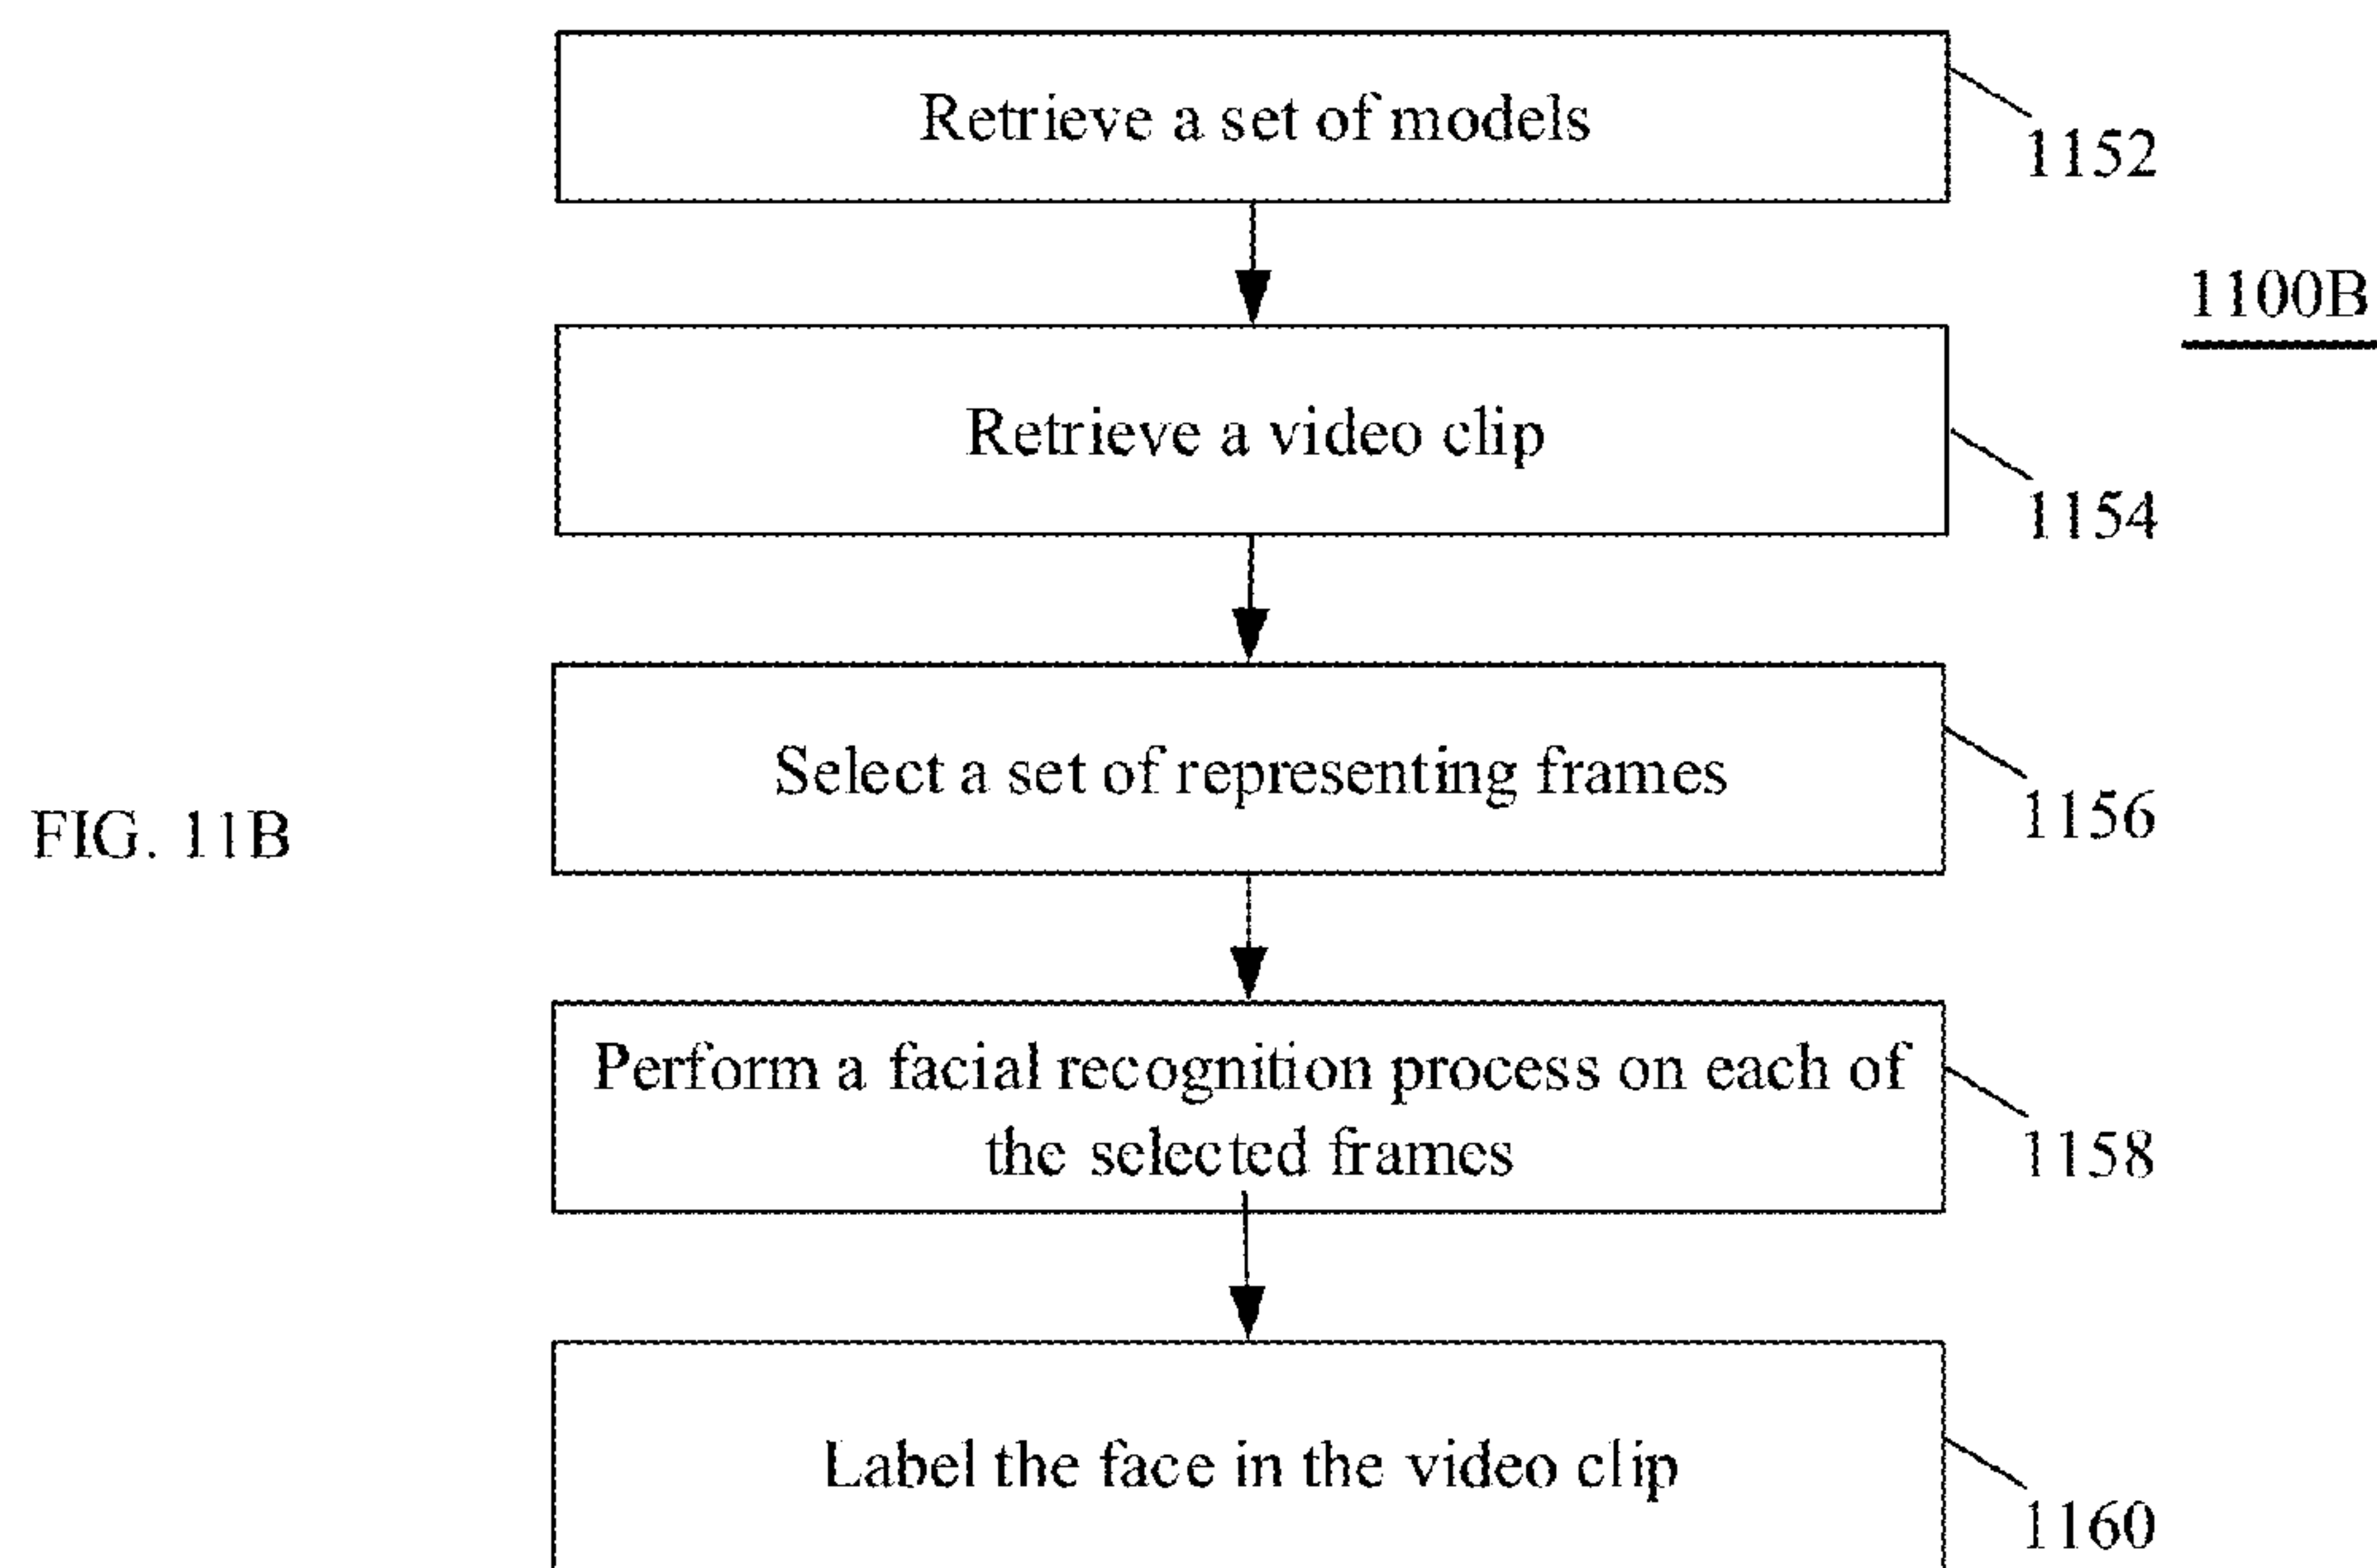 Retrieve a set of models
1152
1100B
Retrieve a video clip
1154
Select a set of representing frames
1156
FIG. 11B
Perform a facial recognition process on each of
the selected frames
1158
Label the face in the video clip
1160